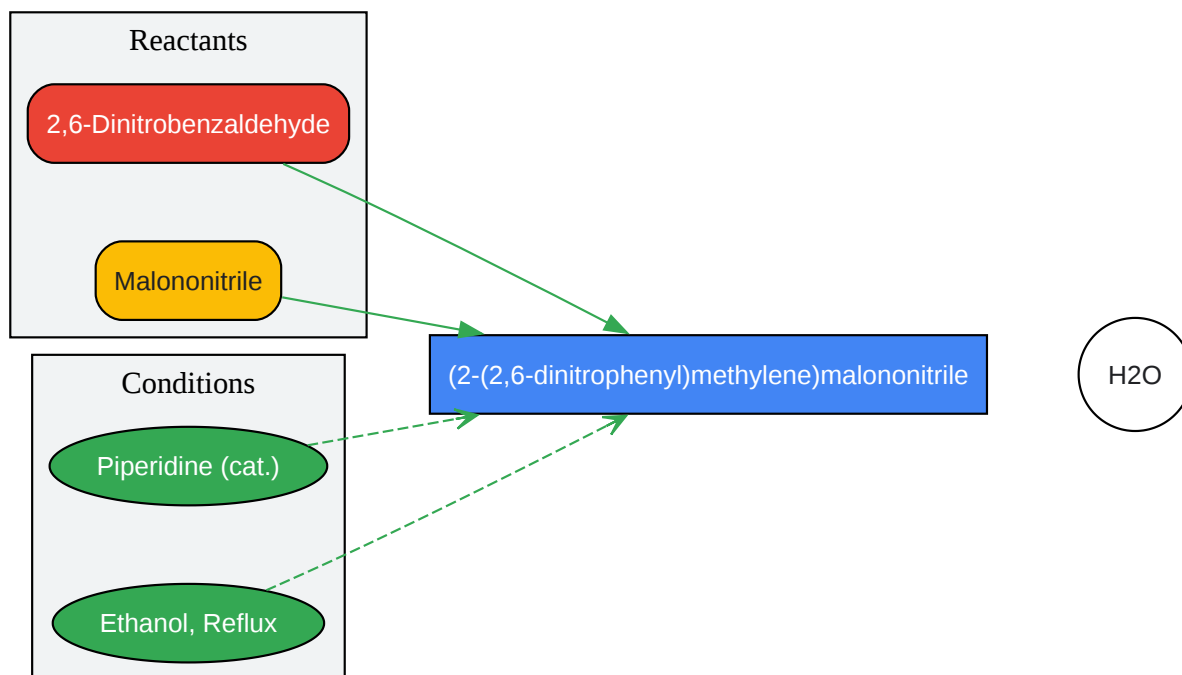 Reactants
2,6-Dinitrobenzaldehyde
Malononitrile
(2-(2,6-dinitrophenyl)methylene)malononitrile
H2O
Conditions
Piperidine (cat.)
Ethanol, Reflux